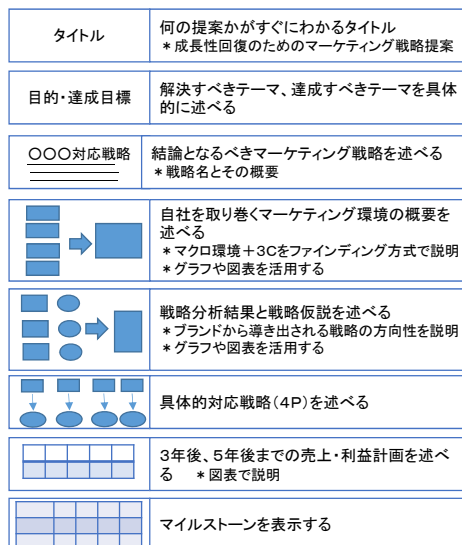 タイトル
何の提案かがすぐにわかるタイトル
＊成長性回復のためのマーケティング戦略提案
目的・達成目標
解決すべきテーマ、達成すべきテーマを具体
的に述べる
〇〇〇対応戦略
結論となるべきマーケティング戦略を述べる
＊戦略名とその概要
自社を取り巻くマーケティング環境の概要を
述べる
＊マクロ環境＋3Cをファインディング方式で説明
＊グラフや図表を活用する
戦略分析結果と戦略仮説を述べる
＊ブランドから導き出される戦略の方向性を説明
＊グラフや図表を活用する
具体的対応戦略（4P）を述べる
3年後、5年後までの売上・利益計画を述べ
る　＊図表で説明
マイルストーンを表示する